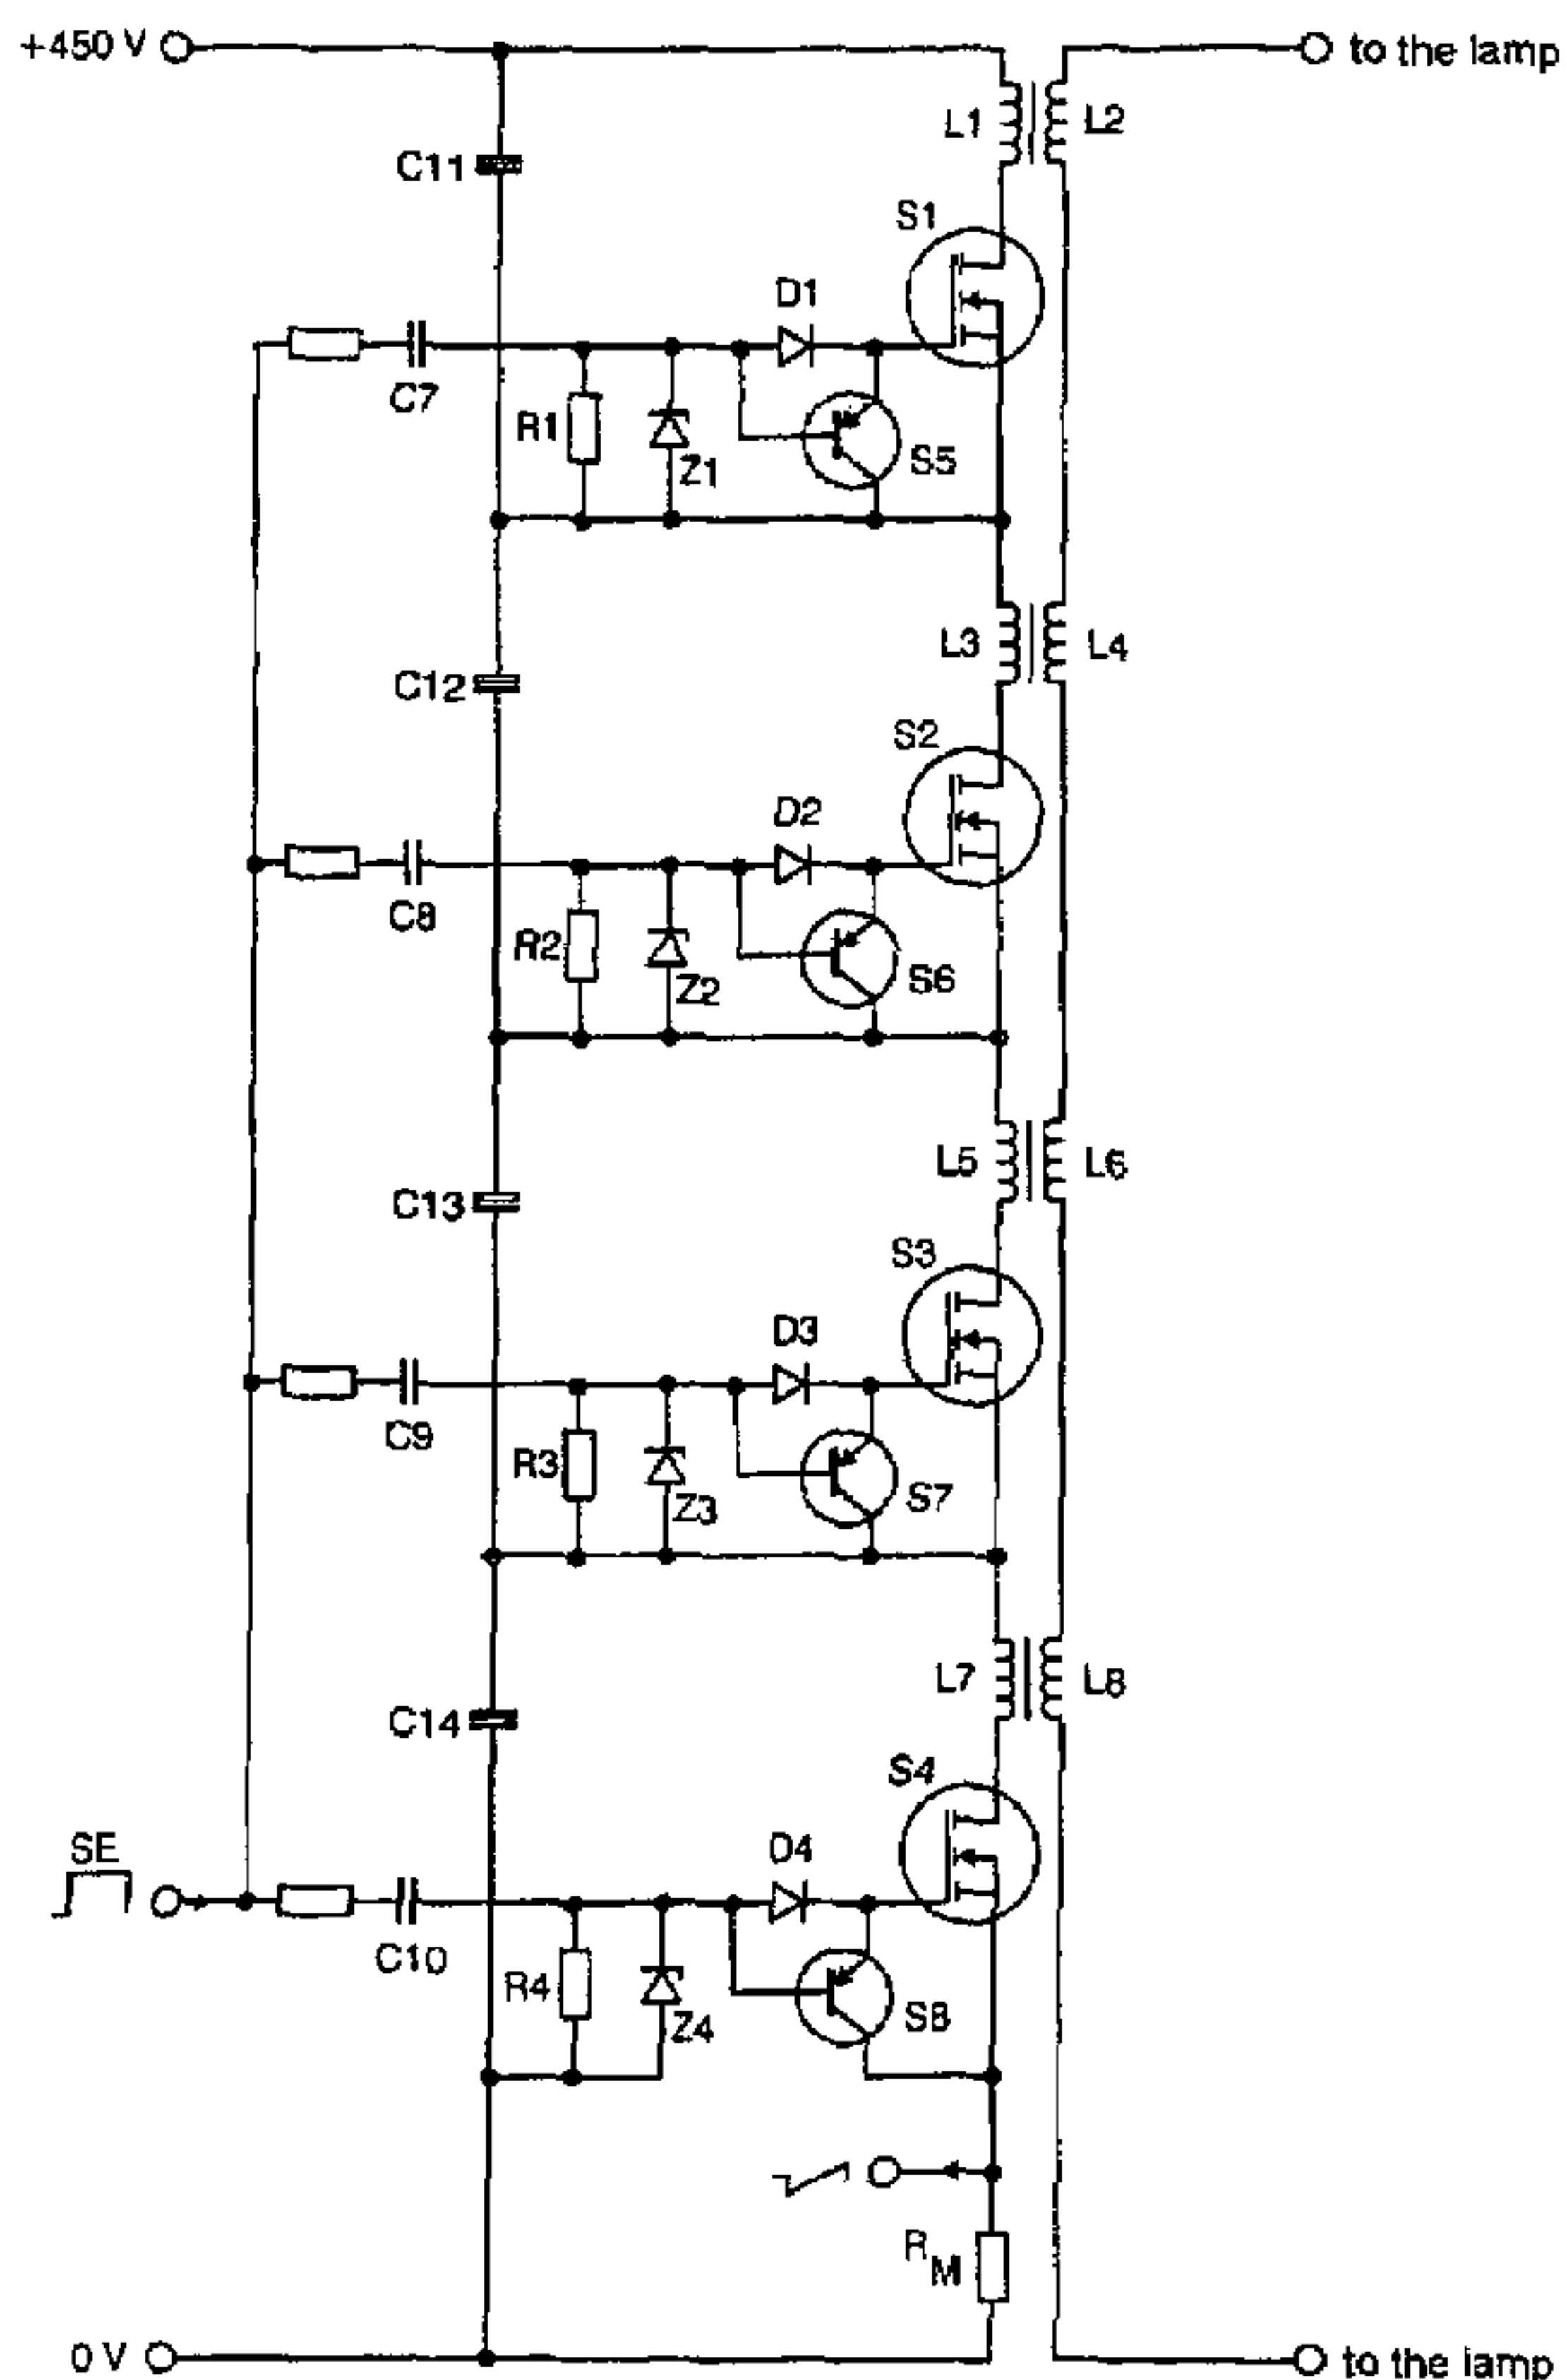 +450 V
to the lamp
L1
L2
C11
S1
D1
C7
R1
Z1
S5
L3
L4
C12
S2
D2
C8
R2
Z2
S6
L5
L6
C13
S3
D3
C9
R3
Z3
S7
L7
L8
C14
S4
SE
D4
C10
R4
Z4
S8
RM
0 V
to the lamp